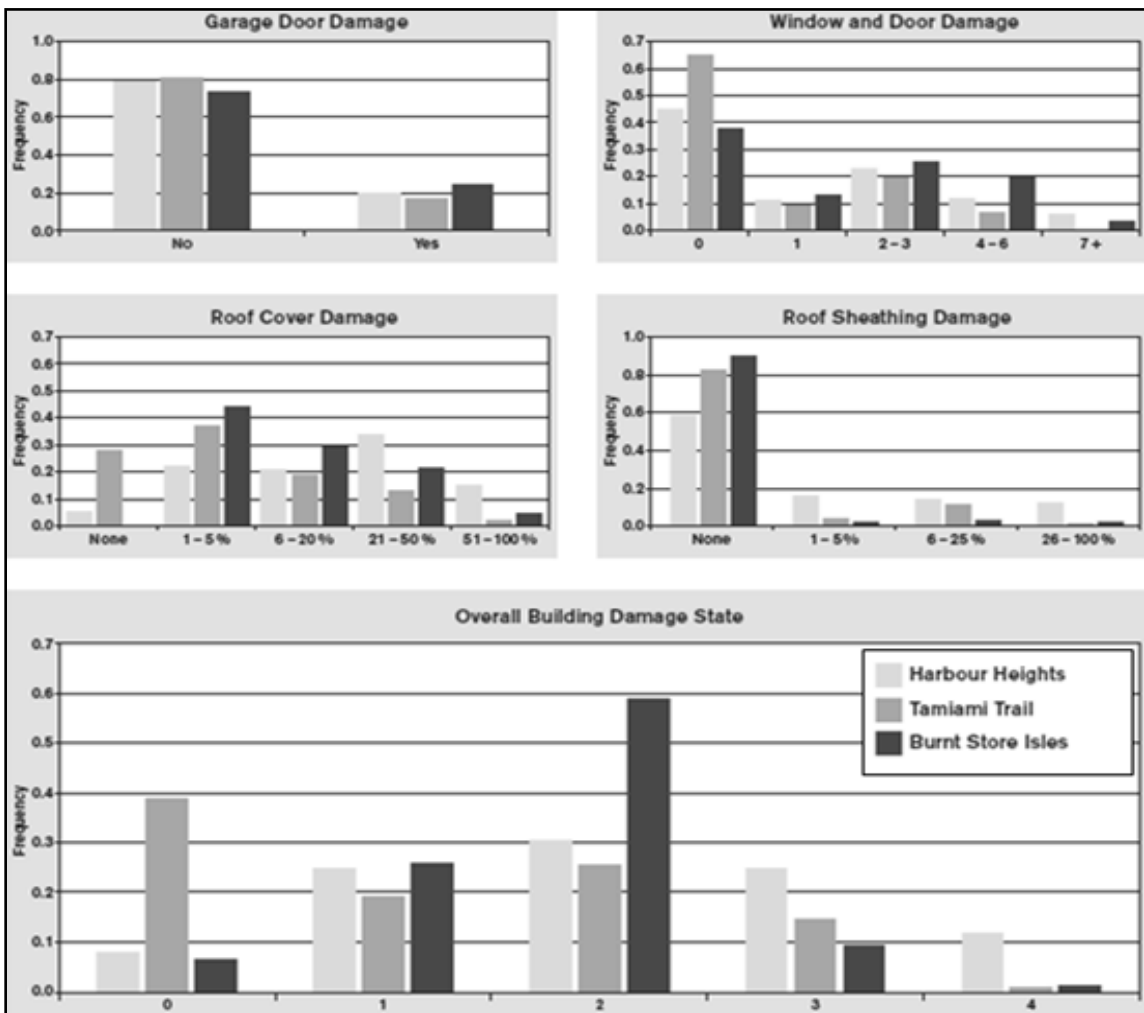 Garage Door Damage
1.0
0.8
0.6
0.4
0.2
0.0
Frequency
No Yes
Window and Door Damage
0.7
0.6
0.5
0.4
0.3
0.2
0.1
0.0
Frequency
0 1 2 – 3 4 – 6 7 +
Roof Cover Damage
0.7
0.6
0.5
0.4
0.3
0.2
0.1
0.0
Frequency
None 1 – 5 % 6 – 20 % 21 – 50 % 51 – 100 %
Roof Sheathing Damage
1.0
0.8
0.6
0.4
0.2
0.0
Frequency
None 1 – 5% 6 – 25 % 26 – 100 %
Overall Building Damage State
0.7
0.6
0.5
0.4
0.3
0.2
0.1
0.0
Frequency
0 1 2 3 4
Harbour Heights
Tamiami Trail
Burnt Store Isles